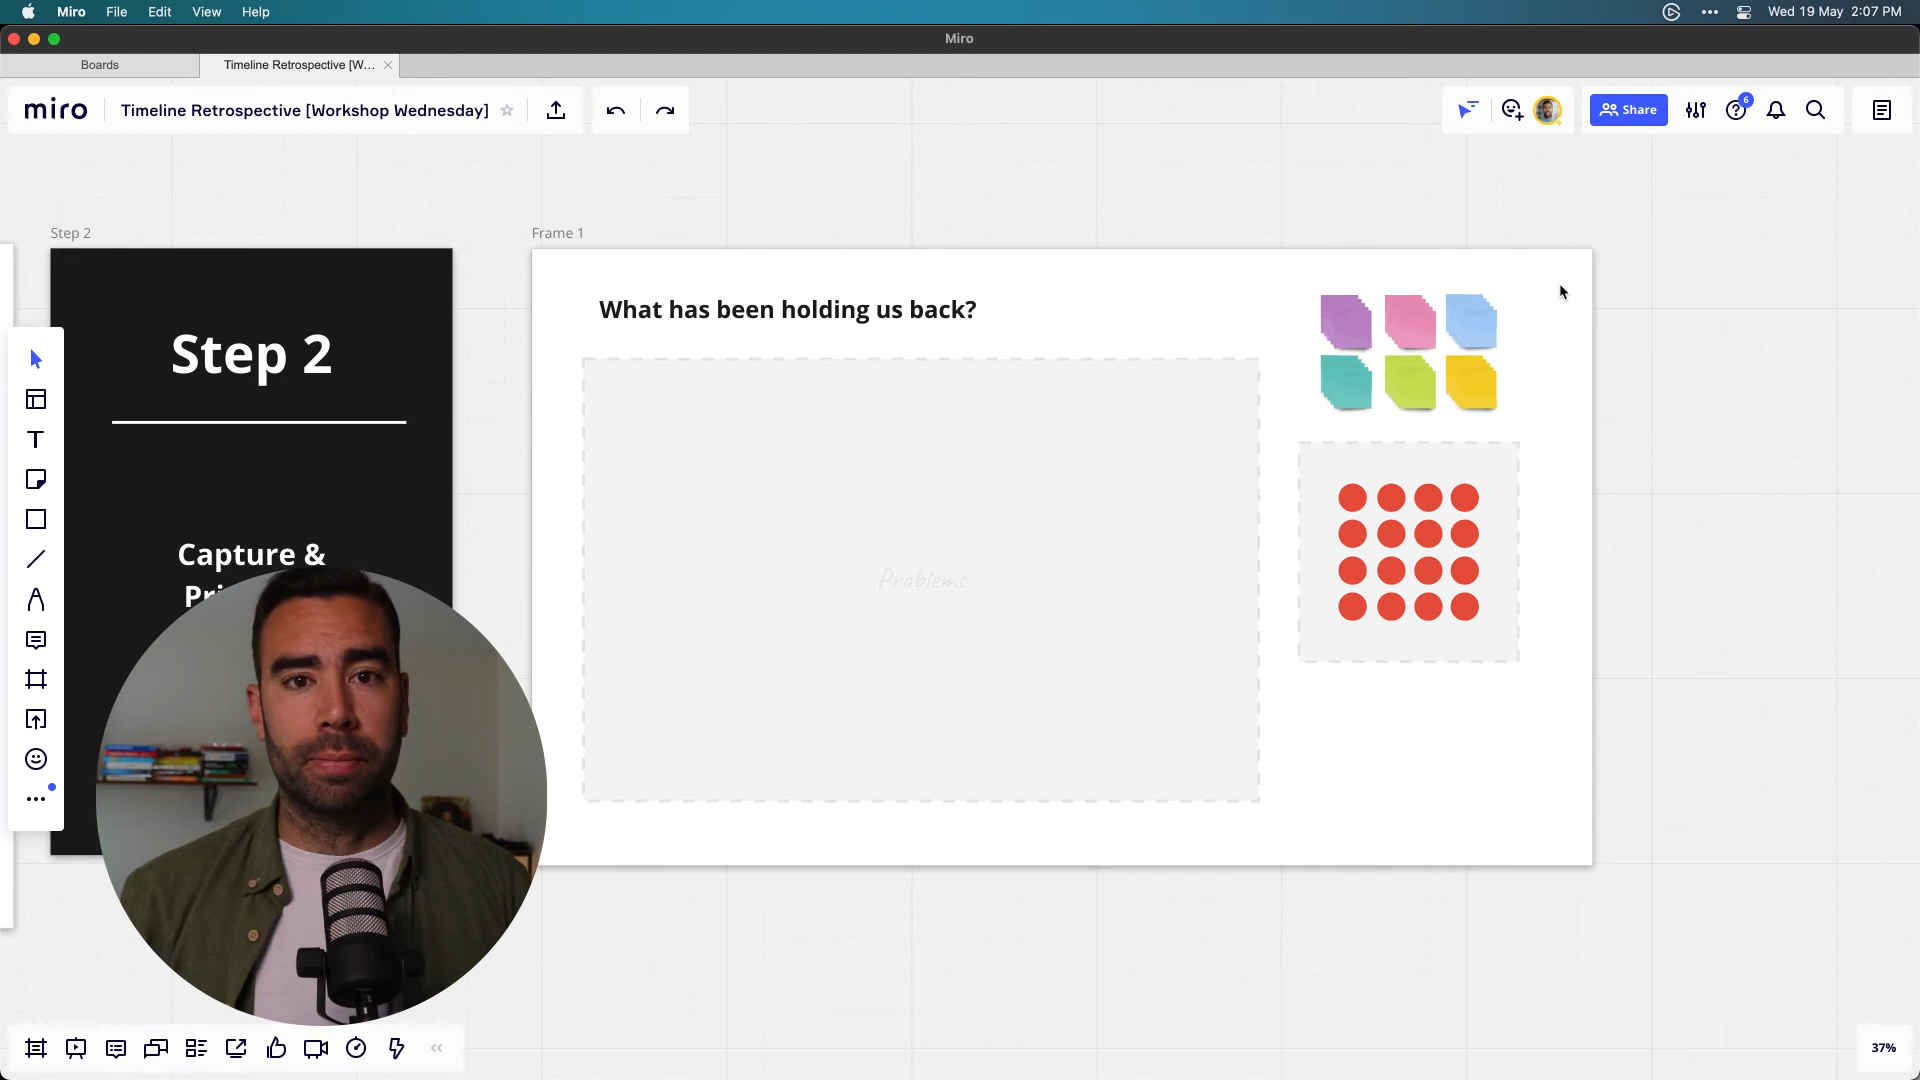 Miro File Edit View Help
Wed 19 May 2:07 PM
Miro
Boards
Timeline Retrospective [W...
miro
Timeline Retrospective [Workshop Wednesday]
Share
6
Step 2
Frame 1
Step 2
Capture &
What has been holding us back?
Problems
37%